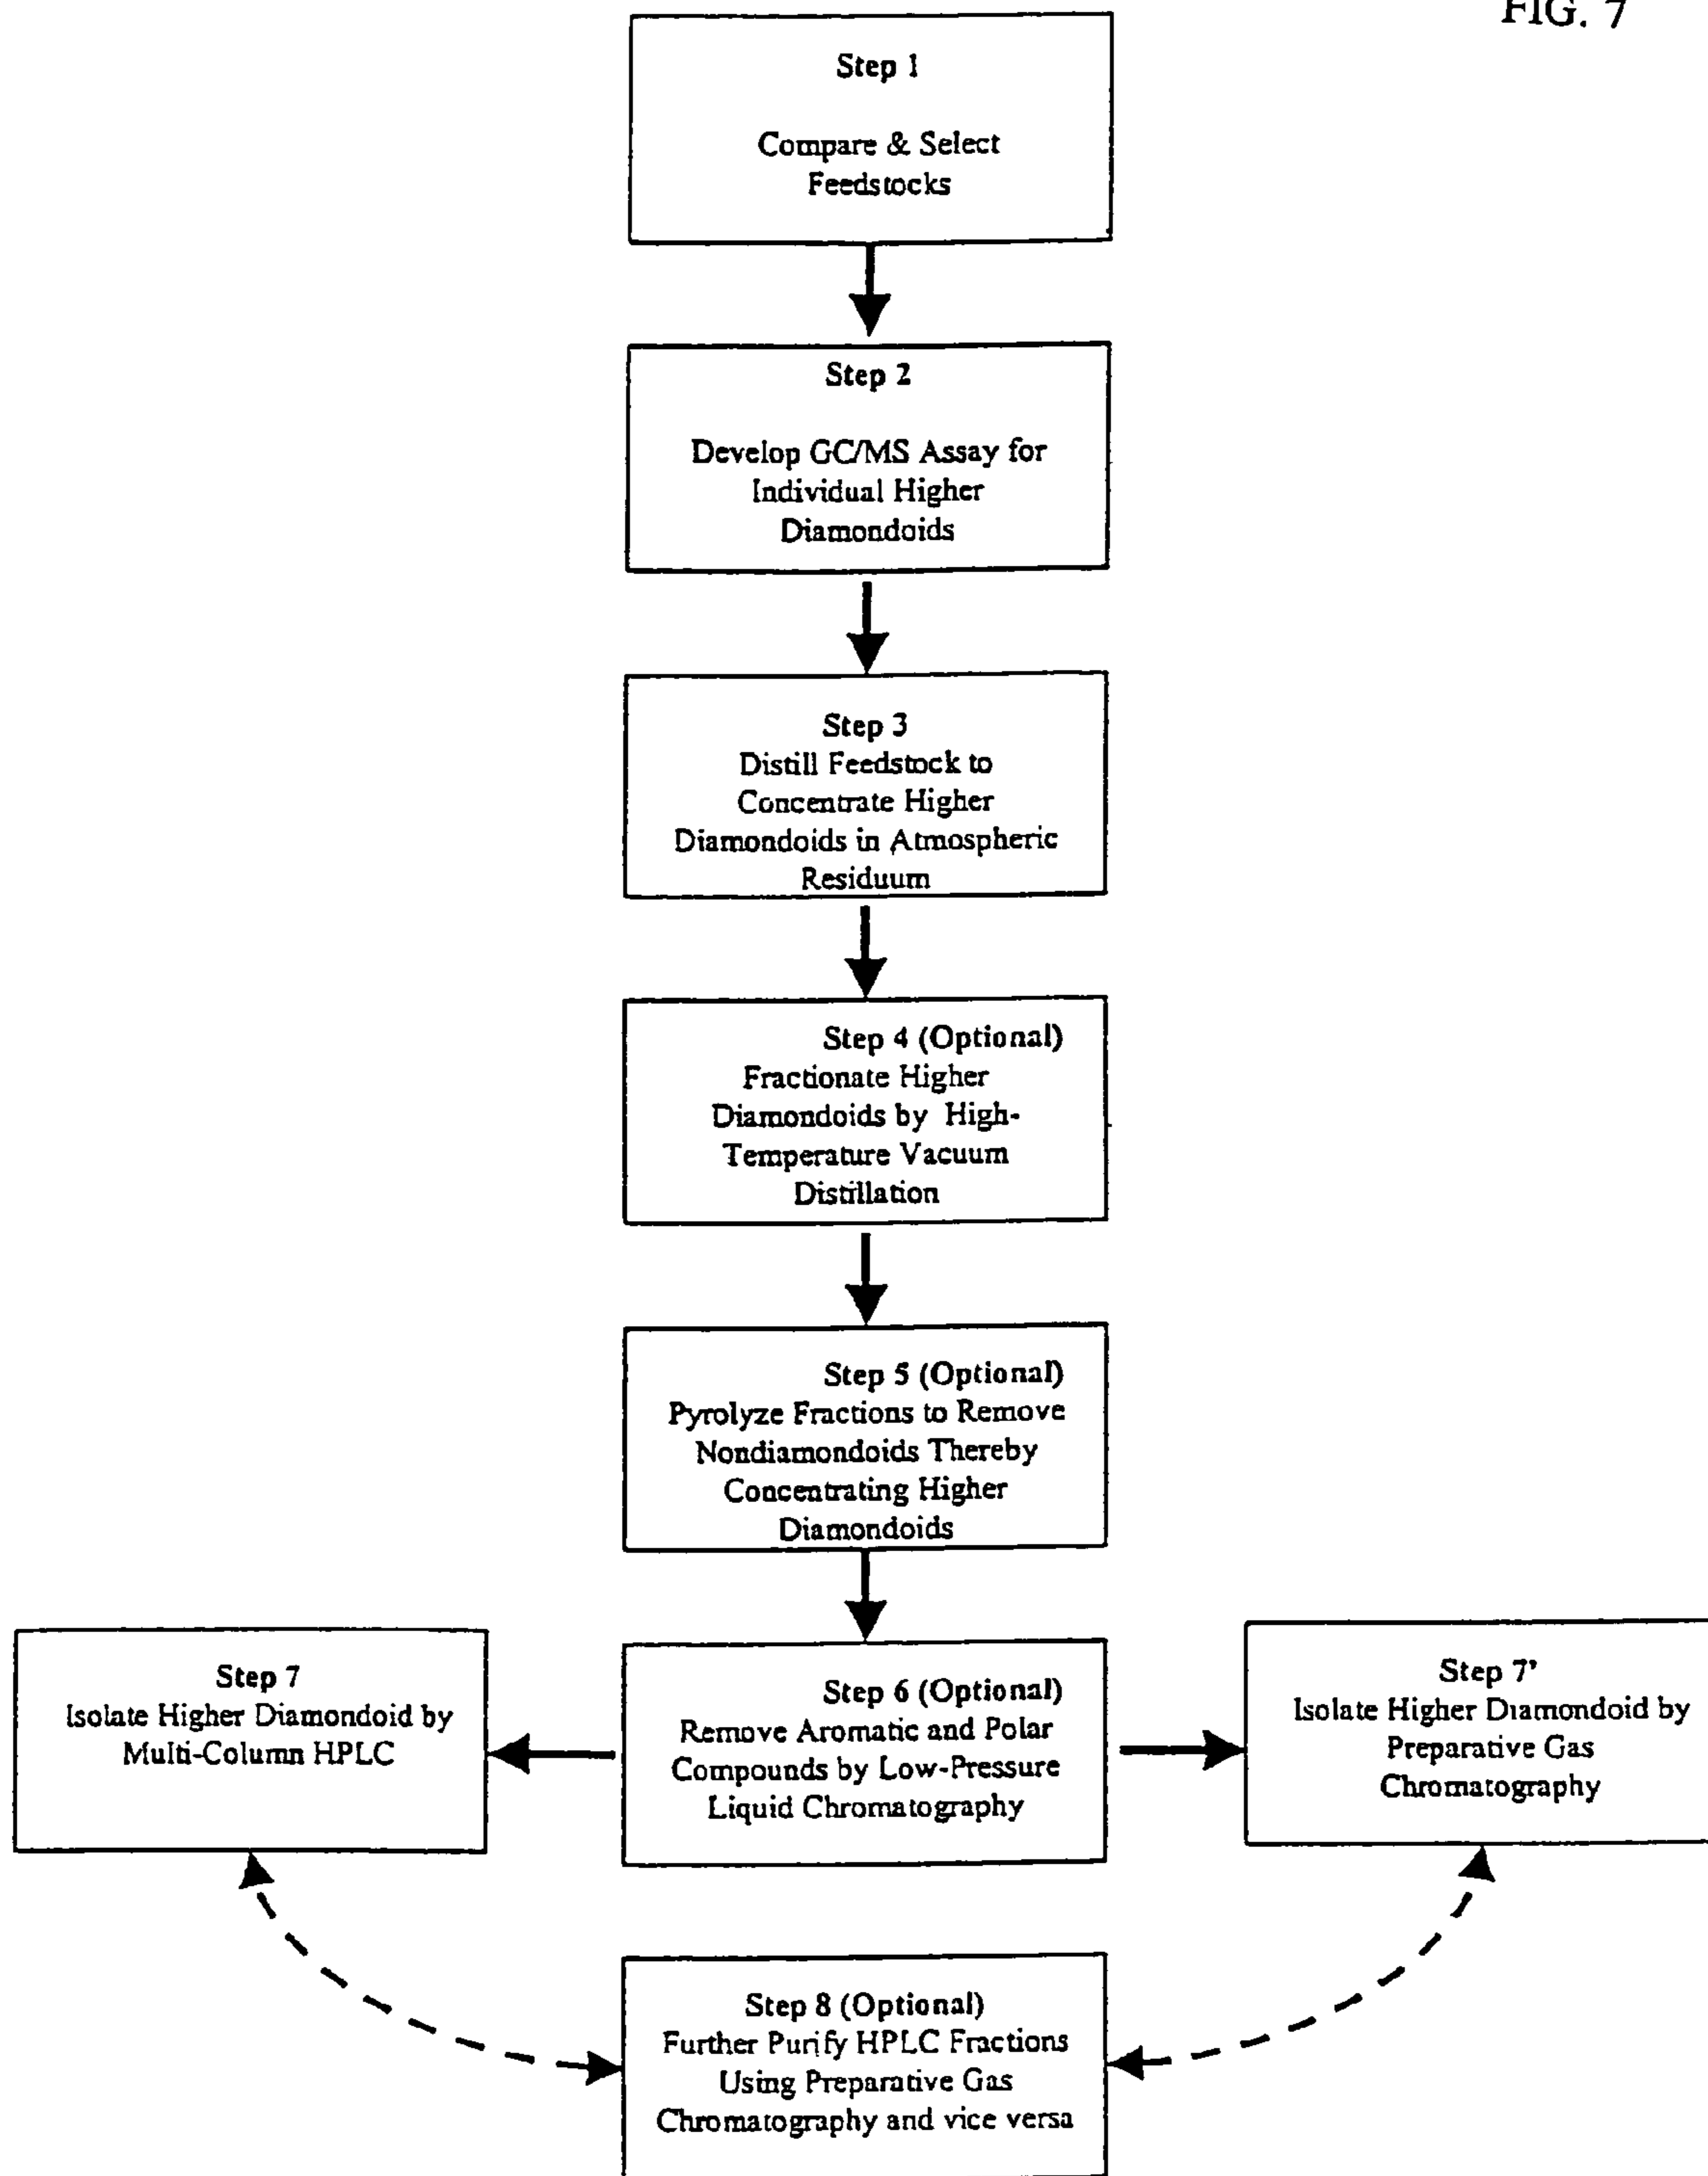 FIG. 7
Step 1
Compare & Select
Feedstocks
Step 2
Develop GC/MS Assay for
Individual Higher
Diamondoids
Step 3
Distill Feedstock to
Concentrate Higher
Diamondoids in Atmospheric
Residuum
Step 4 (Optional)
Fractionate Higher
Diamondoids by High-
Temperature Vacuum
Distillation
Step 5 (Optional)
Pyrolyze Fractions to Remove
Nondiamondoids Thereby
Concentrating Higher
Diamondoids
Step 6 (Optional)
Remove Aromatic and Polar
Compounds by Low-Pressure
Liquid Chromatography
Step 7
Isolate Higher Diamondoid by
Multi-Column HPLC
Step 7'
Isolate Higher Diamondoid by
Preparative Gas
Chromatography
Step 8 (Optional)
Further Purify HPLC Fractions
Using Preparative Gas
Chromatography and vice versa